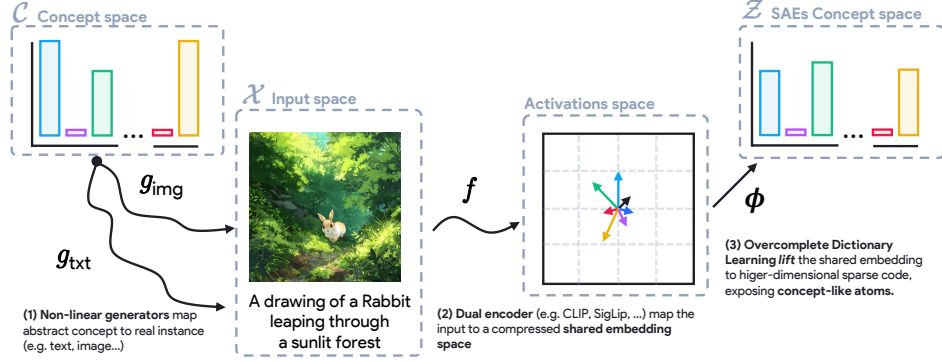 𝒞 Concept space
𝒵 SAEs Concept space
𝒳 Input space
Activations space
...
...
g_img
f
ϕ
g_txt
A drawing of a Rabbit
leaping through
a sunlit forest
(1) Non-linear generators map
abstract concept to real instance
(e.g. text, image...)
(2) Dual encoder (e.g. CLIP, SigLip, ...) map the
input to a compressed shared embedding
space
(3) Overcomplete Dictionary
Learning lift the shared embedding
to higer-dimensional sparse code,
exposing concept-like atoms.